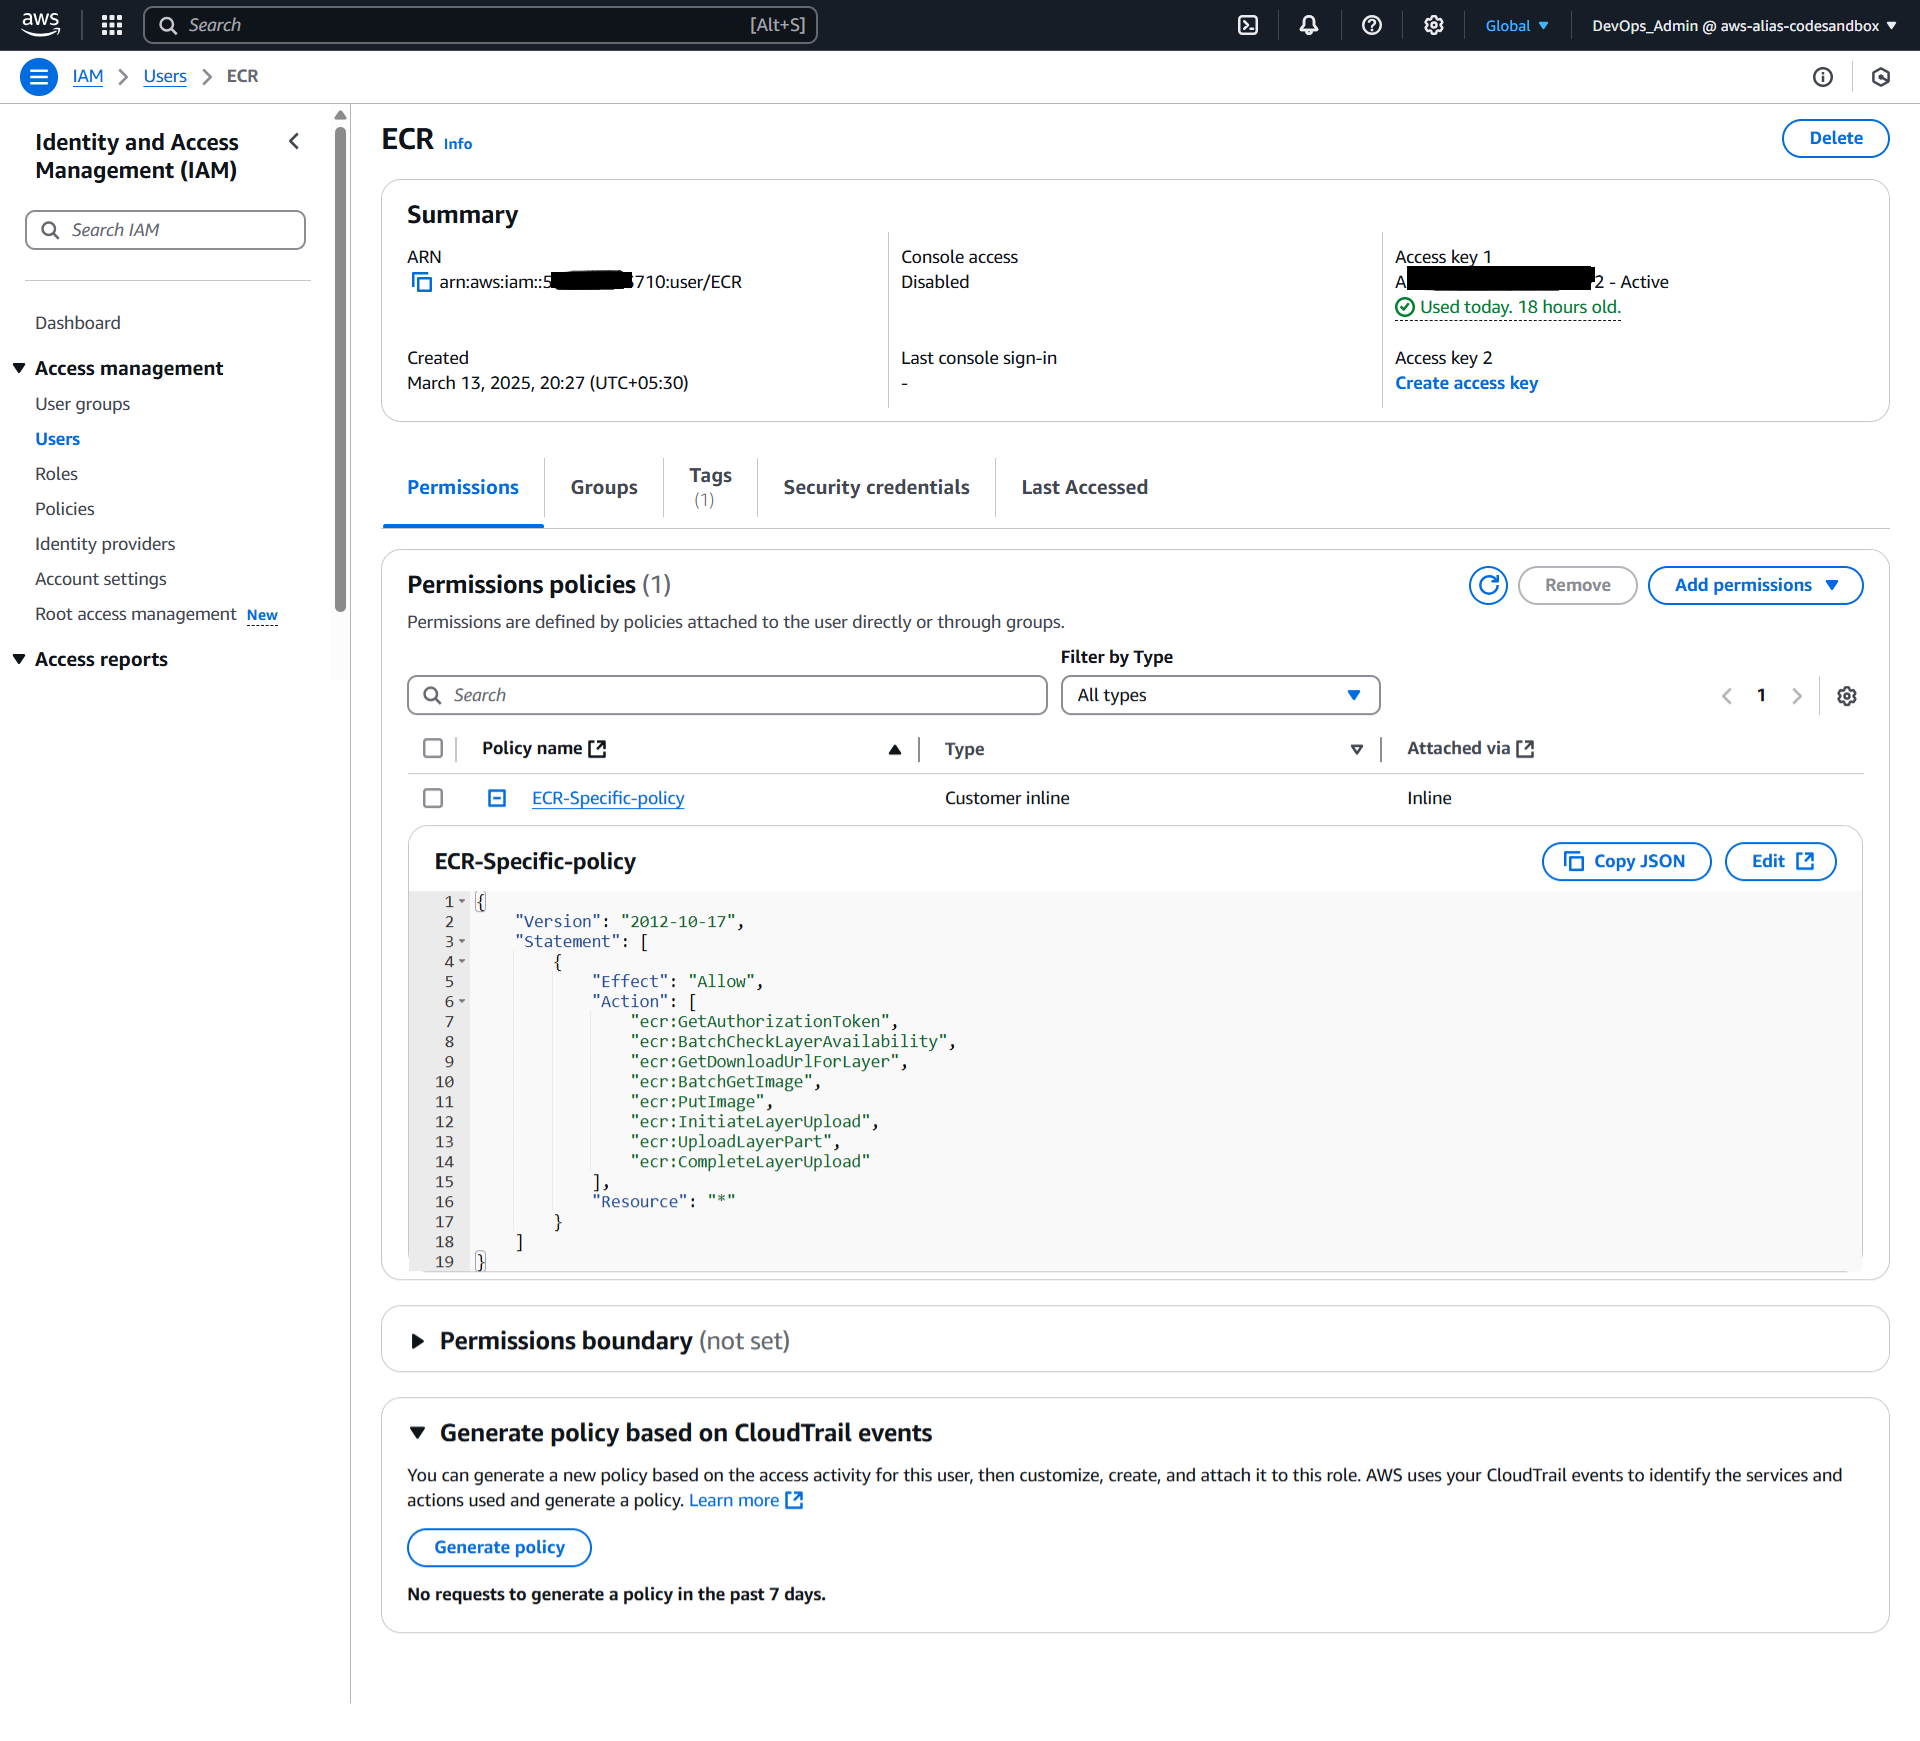 aws
Search
[Alt+S]
Global
DevOps_Admin @ aws-alias-codesandbox
IAM
Users
ECR
Identity and Access
Management (IAM)
Search IAM
Dashboard
Access management
User groups
Users
Roles
Policies
Identity providers
Account settings
Root access management New
Access reports
ECR Info
Delete
Summary
ARN
arn:aws:iam::5 710:user/ECR
Console access
Disabled
Access key 1
A 2 - Active
Used today. 18 hours old.
Created
March 13, 2025, 20:27 (UTC+05:30)
Last console sign-in
-
Access key 2
Create access key
Permissions
Groups
Tags
(1)
Security credentials
Last Accessed
Permissions policies (1)
Remove
Add permissions
Permissions are defined by policies attached to the user directly or through groups.
Filter by Type
Search
All types
1
Policy name
Type
Attached via
ECR-Specific-policy
Customer inline
Inline
ECR-Specific-policy
Copy JSON
Edit
1 {
2 "Version": "2012-10-17",
3 "Statement": [
4 {
5 "Effect": "Allow",
6 "Action": [
7 "ecr:GetAuthorizationToken",
8 "ecr:BatchCheckLayerAvailability",
9 "ecr:GetDownloadUrlForLayer",
10 "ecr:BatchGetImage",
11 "ecr:PutImage",
12 "ecr:InitiateLayerUpload",
13 "ecr:UploadLayerPart",
14 "ecr:CompleteLayerUpload"
15 ],
16 "Resource": "*"
17 }
18 ]
19 }
Permissions boundary (not set)
Generate policy based on CloudTrail events
You can generate a new policy based on the access activity for this user, then customize, create, and attach it to this role. AWS uses your CloudTrail events to identify the services and
actions used and generate a policy. Learn more
Generate policy
No requests to generate a policy in the past 7 days.